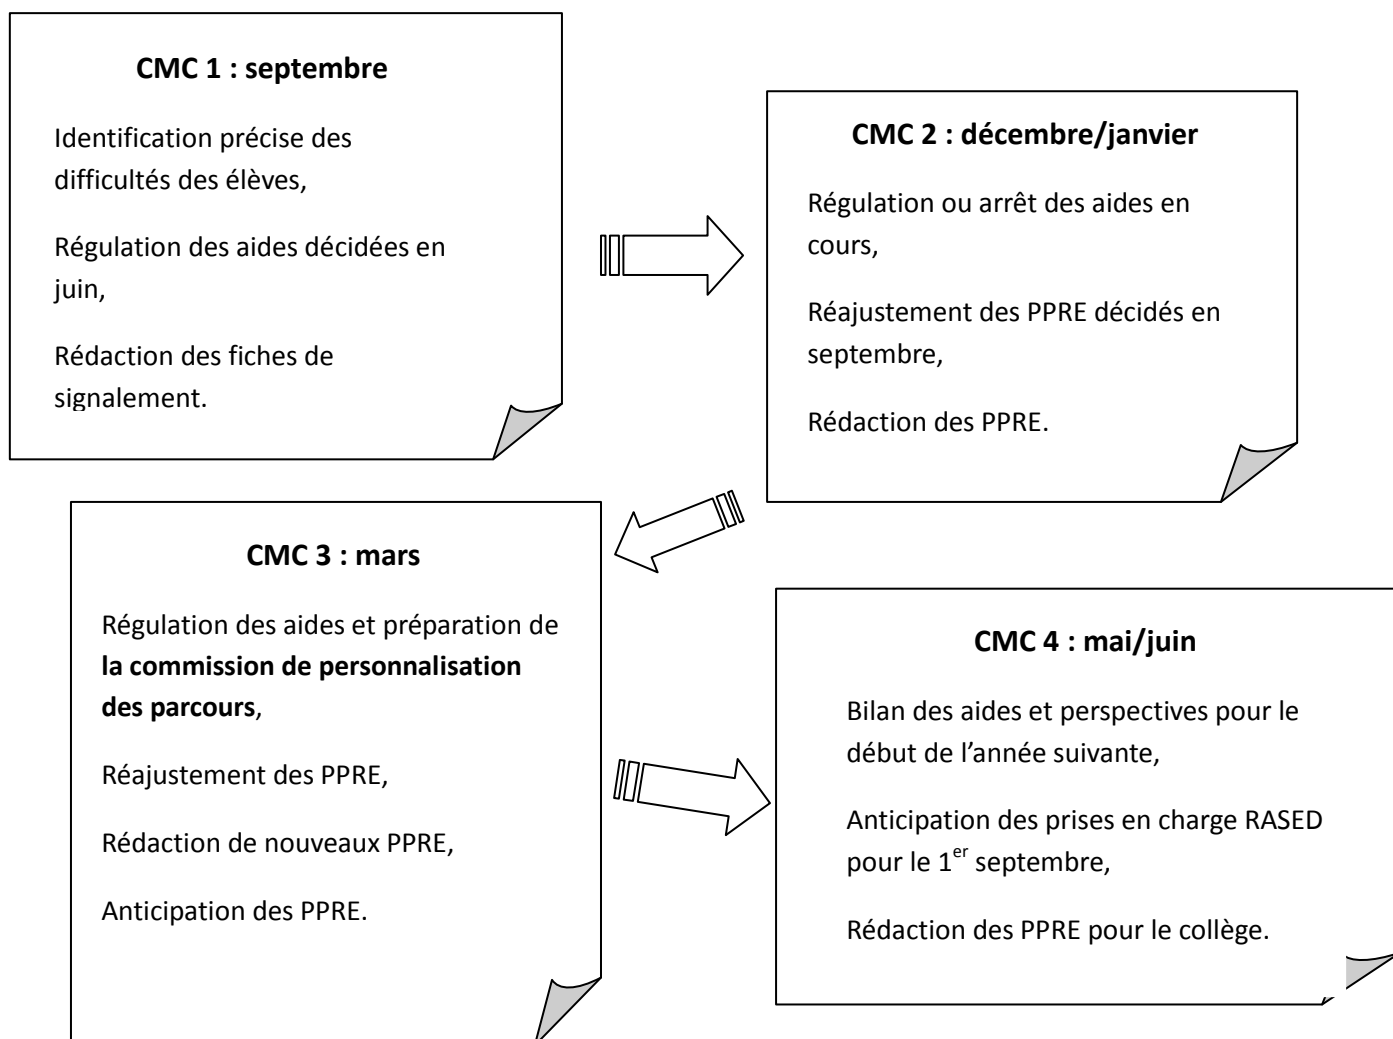 CMC 1 : septembre
Identification précise des
difficultés des élèves,
Régulation des aides décidées en
juin,
Rédaction des fiches de
signalement.
CMC 2 : décembre/janvier
Régulation ou arrêt des aides en
cours,
Réajustement des PPRE décidés en
septembre,
Rédaction des PPRE.
CMC 3 : mars
Régulation des aides et préparation de
la commission de personnalisation
des parcours,
Réajustement des PPRE,
Rédaction de nouveaux PPRE,
Anticipation des PPRE.
CMC 4 : mai/juin
Bilan des aides et perspectives pour le
début de l’année suivante,
Anticipation des prises en charge RASED
pour le 1er septembre,
Rédaction des PPRE pour le collège.